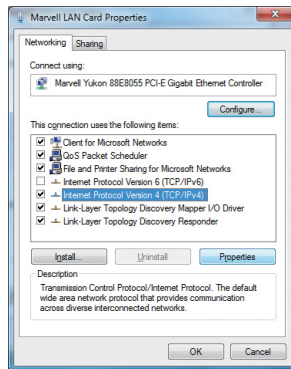 Marvell LAN Card Properties
Networking Sharing
Connect using:
Marvell Yukon 88E8055 PCI-E Gigabit Ethernet Controller
Configure...
This connection uses the following items:
Client for Microsoft Networks
QoS Packet Scheduler
File and Printer Sharing for Microsoft Networks
Internet Protocol Version 6 (TCP/IPv6)
Internet Protocol Version 4 (TCP/IPv4)
Link-Layer Topology Discovery Mapper I/O Driver
Link-Layer Topology Discovery Responder
Install... Uninstall Properties
Description
Transmission Control Protocol/Internet Protocol. The default
wide area network protocol that provides communication
across diverse interconnected networks.
OK Cancel